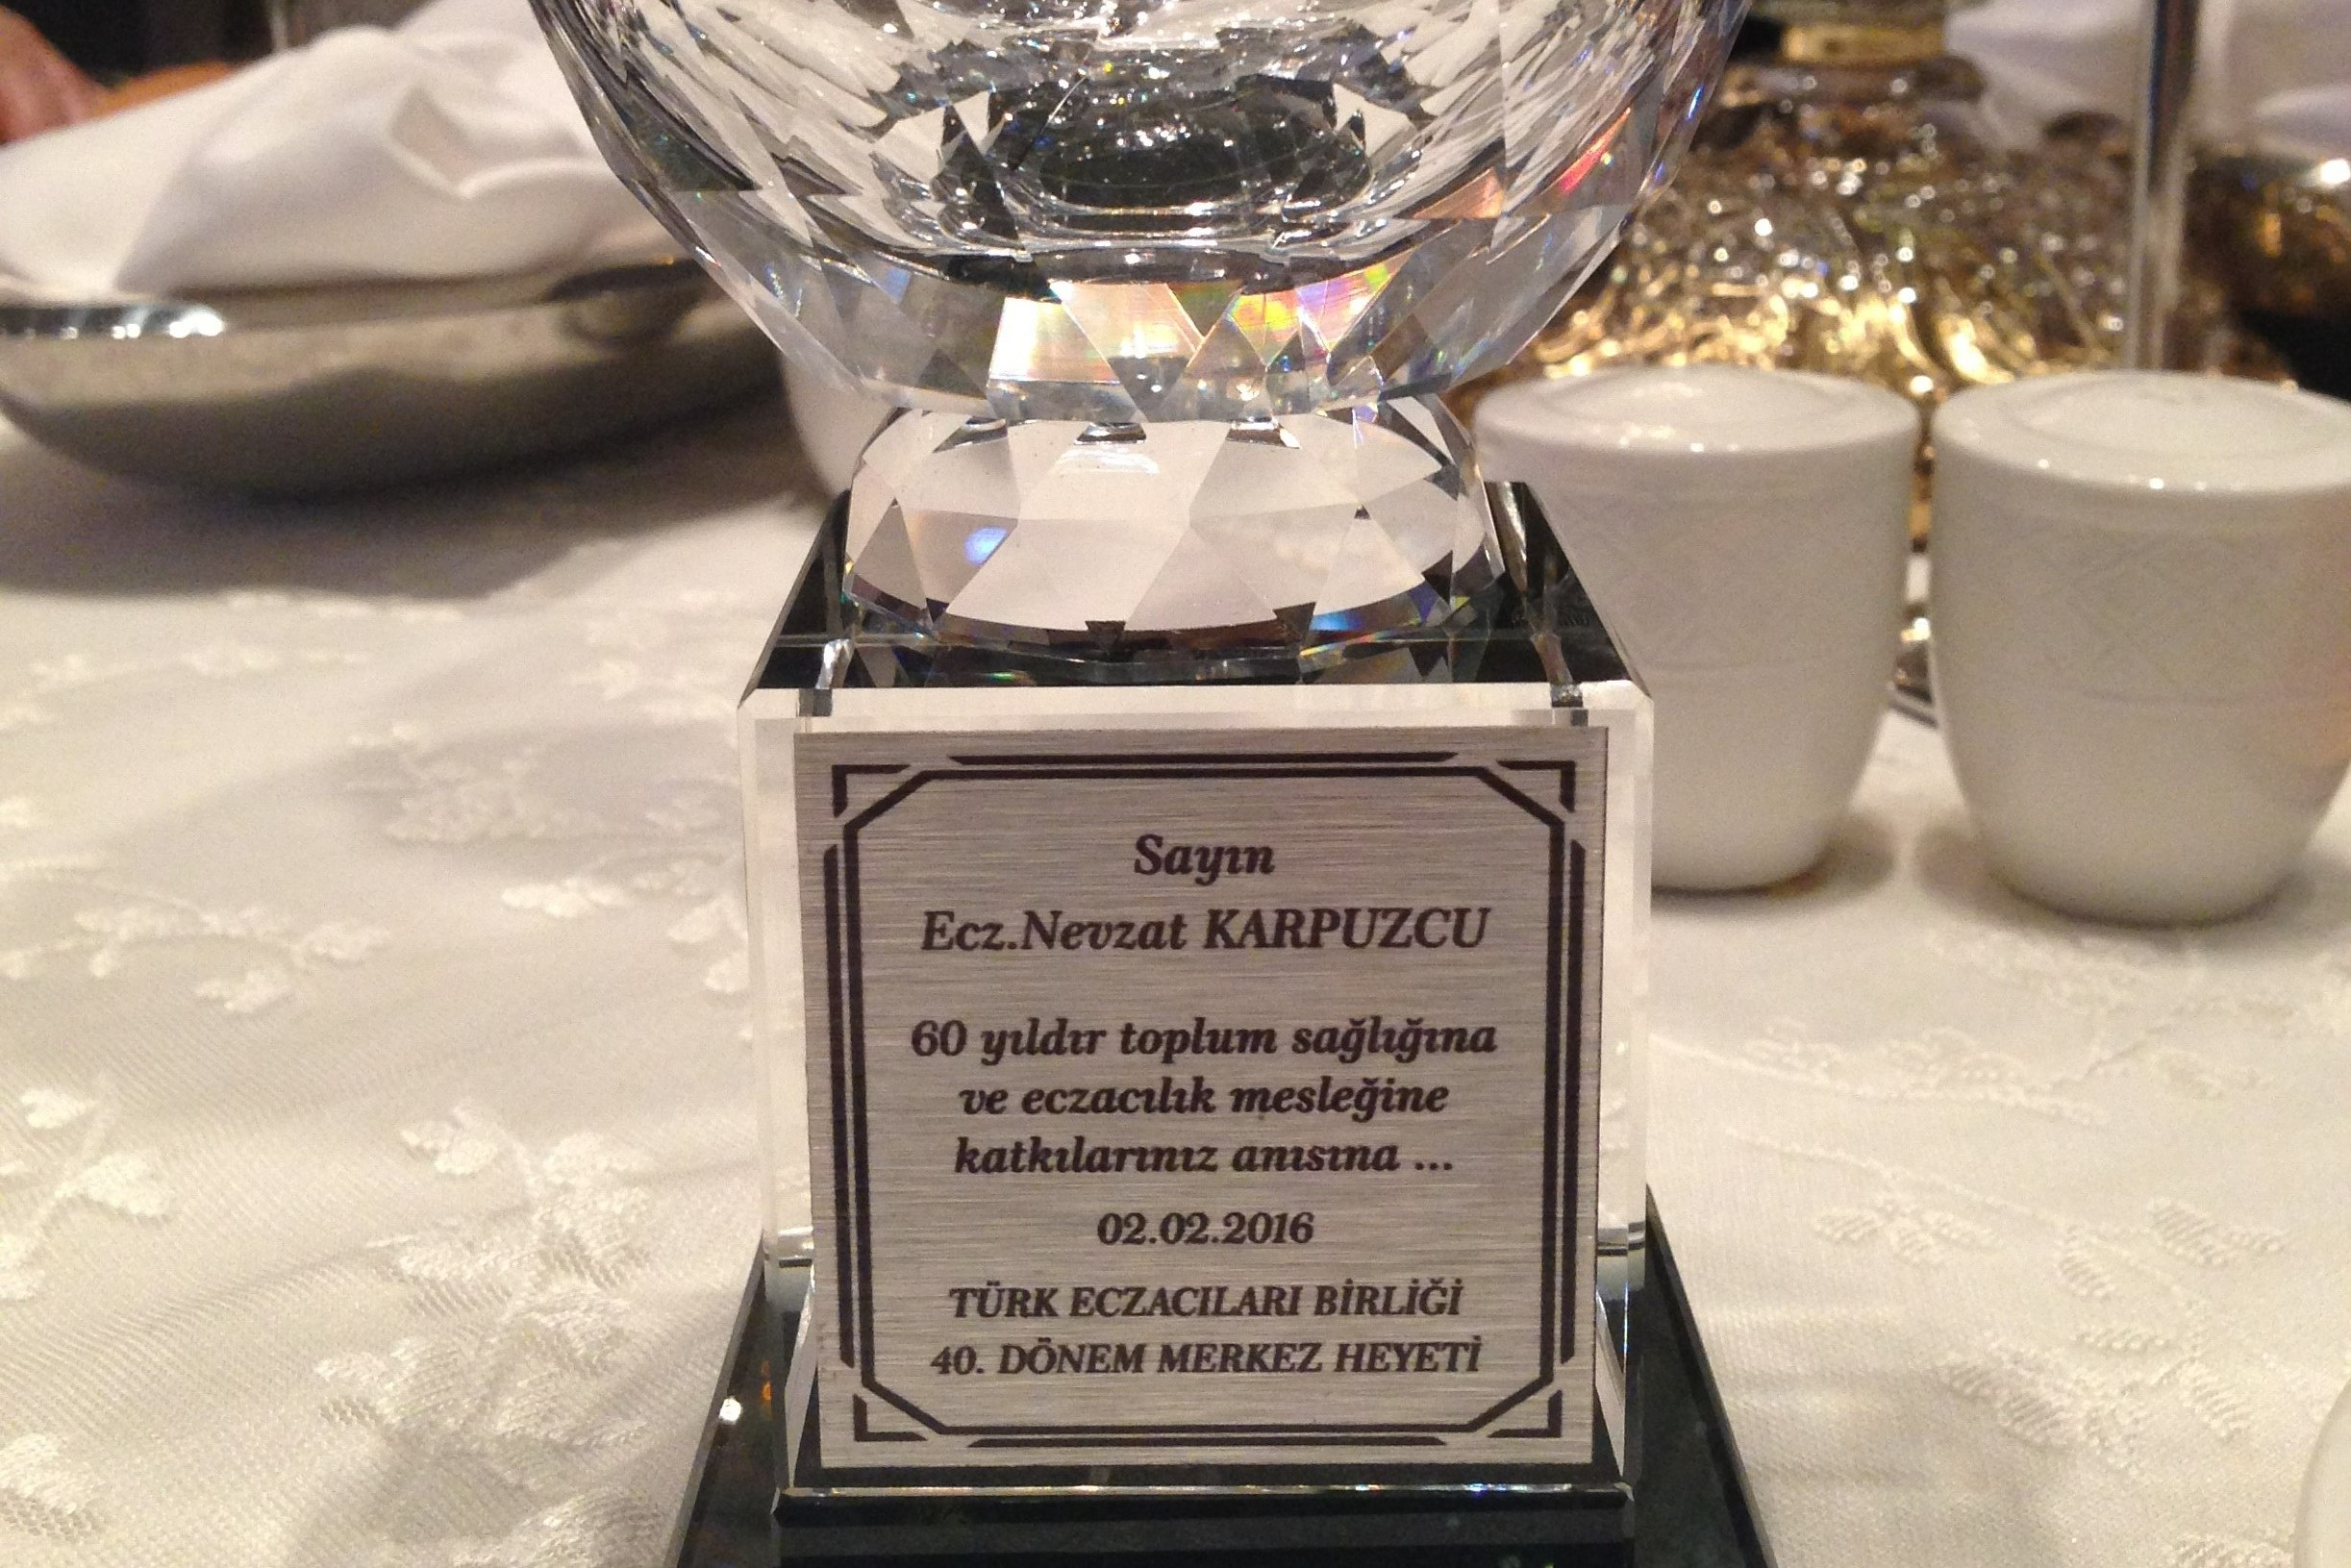 Sayın
Ecz.Nevzat KARPUZCU
60 yıldır toplum sağlığına
ve eczacılık mesleğine
katkılarınız anısına ...
02.02.2016
TÜRK ECZACILARI BİRLİĞİ
40. DÖNEM MERKEZ HEYETİ